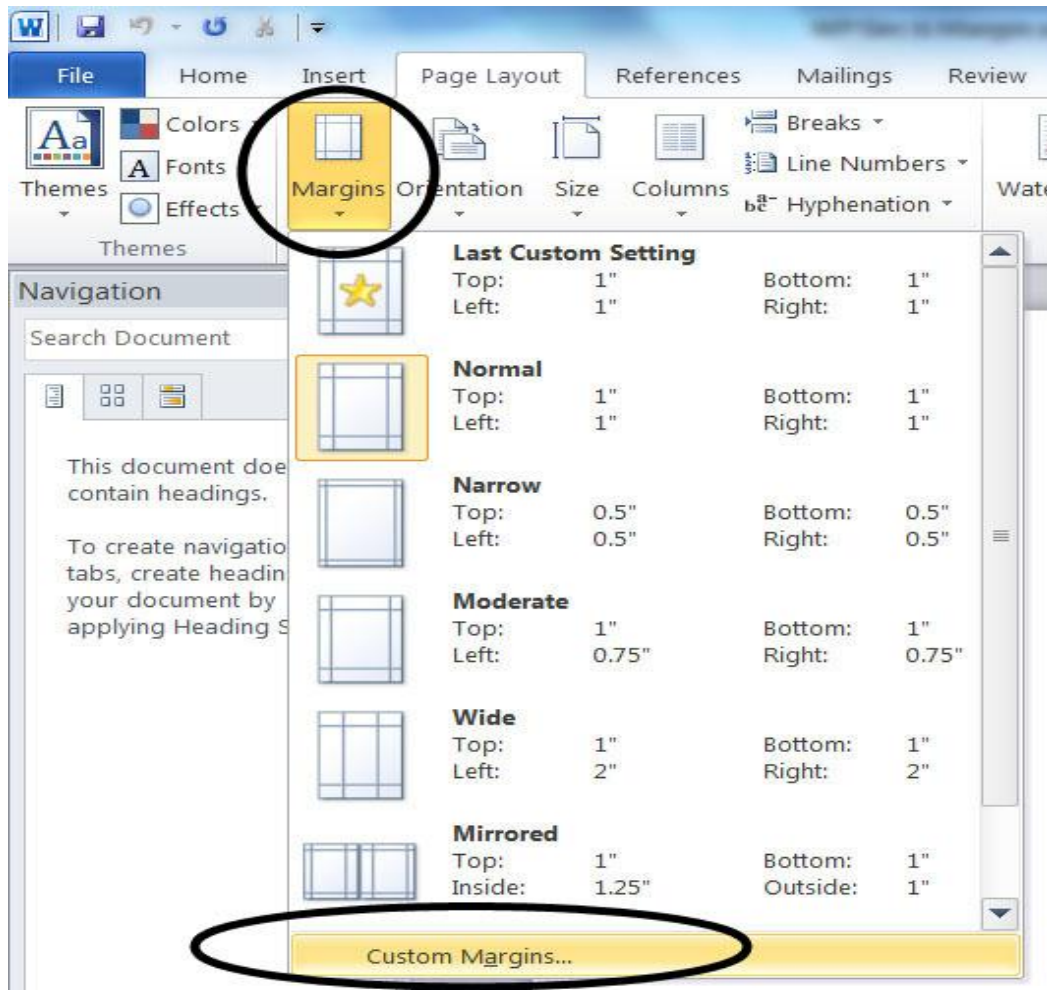 W
File Home Insert Page Layout References Mailings Review
Aa Colors Breaks
A Fonts Line Numbers
Themes Effects Margins Orientation Size Columns Hyphenation
Themes
Navigation
Search Document
This document doe
contain headings.
To create navigatio
tabs, create headin
your document by
applying Heading S
Last Custom Setting
Top: 1" Bottom: 1"
Left: 1" Right: 1"
Normal
Top: 1" Bottom: 1"
Left: 1" Right: 1"
Narrow
Top: 0.5" Bottom: 0.5"
Left: 0.5" Right: 0.5"
Moderate
Top: 1" Bottom: 1"
Left: 0.75" Right: 0.75"
Wide
Top: 1" Bottom: 1"
Left: 2" Right: 2"
Mirrored
Top: 1" Bottom: 1"
Inside: 1.25" Outside: 1"
Custom Margins...